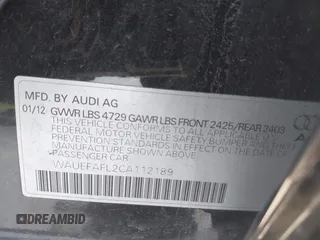 MFD. BY AUDI AG
01/12 GVWR LBS 4729 GAWR LBS FRONT 2425/REAR 2403
THIS VEHICLE CONFORMS TO ALL APPLICABLE
FEDERAL MOTOR VEHICLE SAFETY,
BUMPER AND THEFT PREVENTION STANDARDS
IN EFFECT ON THE DATE OF MANUFACTURE
SHOWN ABOVE.
PASSENGER CAR
WAUEFAFL2CA112189
DREAMBID